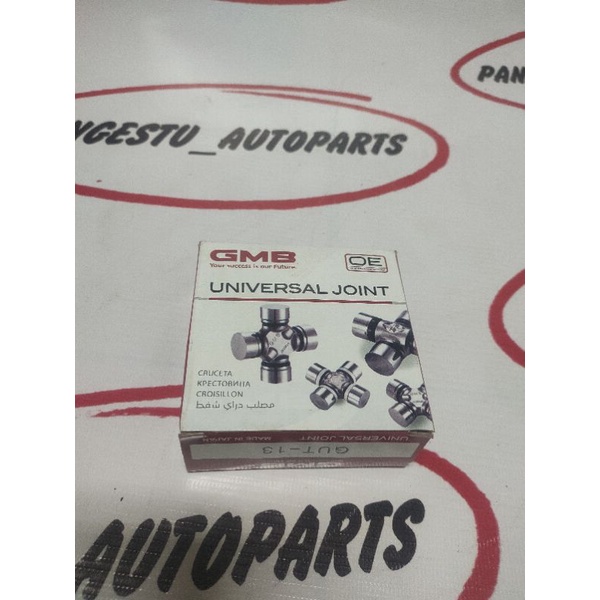 PAN
NGESTU_AUTOPARTS
GMB
Your success is our future.
OE
UNIVERSAL JOINT
CRUCETA
КРЕСТОВИНА
CROISILLON
مصلب دراي شفط
MADE IN JAPAN
UNIVERSAL JOINT
GUT-13
AUTOPARTS